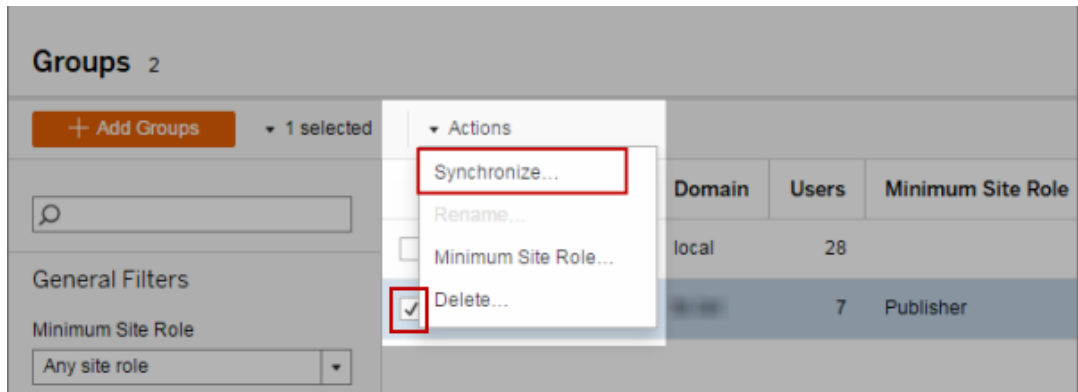 Groups 2
+ Add Groups
1 selected
Actions
Synchronize...
Rename...
Minimum Site Role...
Delete...
Domain Users Minimum Site Role
local 28
7 Publisher
General Filters
Minimum Site Role
Any site role